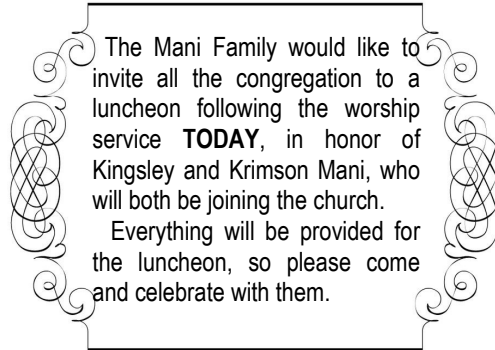 The Mani Family would like to
invite all the congregation to a
luncheon following the worship
service TODAY, in honor of
Kingsley and Krimson Mani, who
will both be joining the church.
Everything will be provided for
the luncheon, so please come
and celebrate with them.